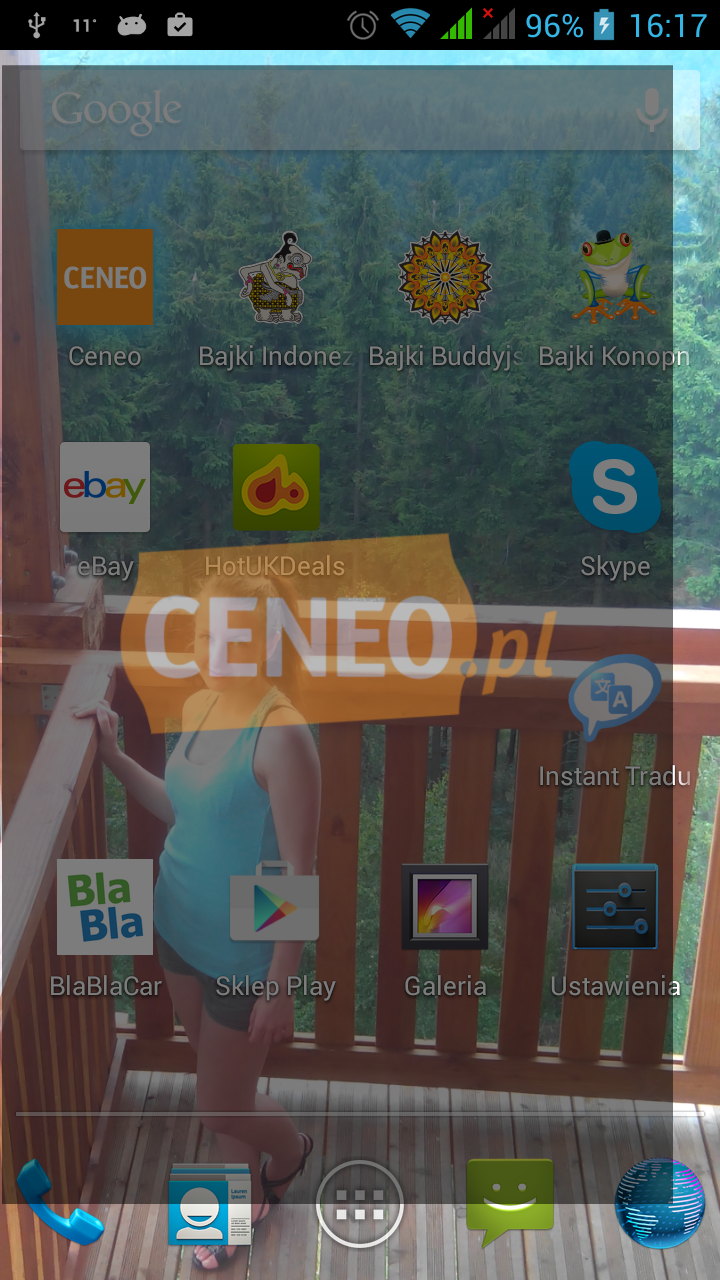 11° 96% 16:17
Google
CENEO
Ceneo Bajki Indonez Bajki Buddyjs Bajki Konopn
ebay
S
eBay HotUKDeals Skype
CENEO.pl
文 A
Instant Tradu
Bla
Bla
BlaBlaCar Sklep Play Galeria Ustawienia